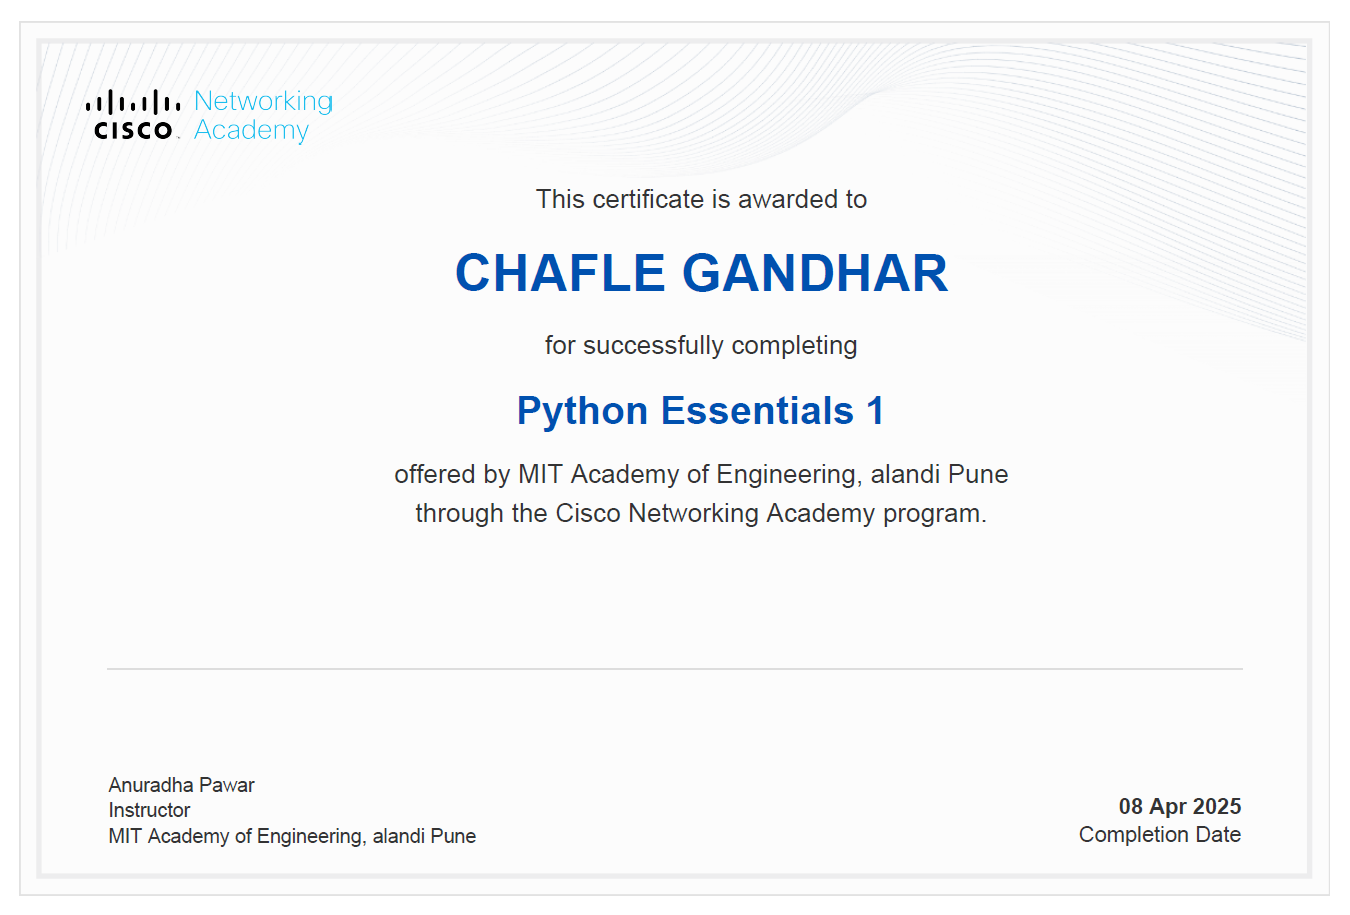 CISCO
Networking
Academy
This certificate is awarded to
CHAFLE GANDHAR
for successfully completing
Python Essentials 1
offered by MIT Academy of Engineering, alandi Pune
through the Cisco Networking Academy program.
Anuradha Pawar
Instructor
MIT Academy of Engineering, alandi Pune
08 Apr 2025
Completion Date